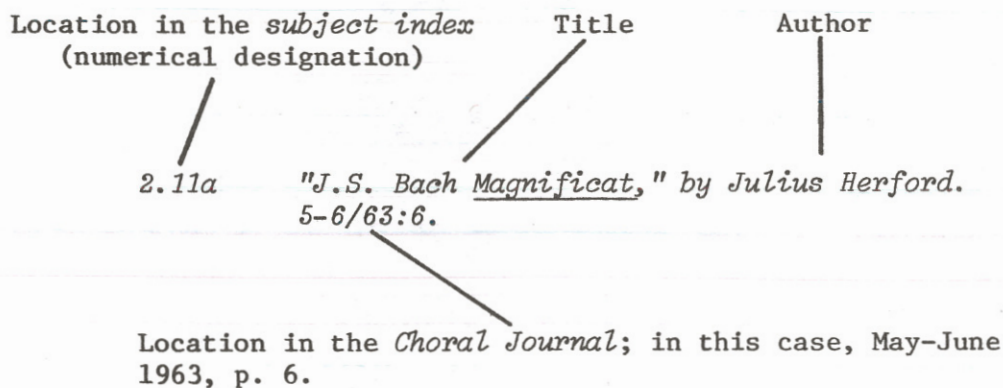 Location in the subject index Title Author
(numerical designation)
2.11a "J.S. Bach Magnificat," by Julius Herford.
5-6/63:6.
Location in the Choral Journal; in this case, May-June
1963, p. 6.